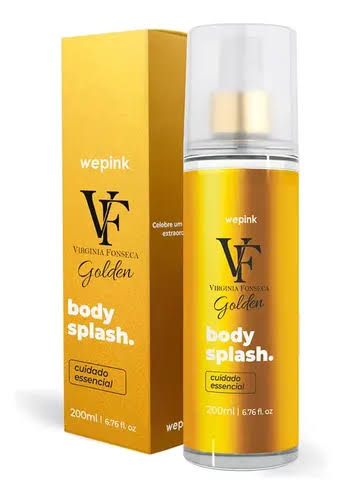 wepink
VF
VIRGINIA FONSECA
Golden
body
splash.
cuidado
essencial
200ml | 6.76 fl. oz
Celebre um
wepink
wepink
VF
VIRGINIA FONSECA
Golden
body
splash.
cuidado
essencial
200ml | 6.76 fl. oz